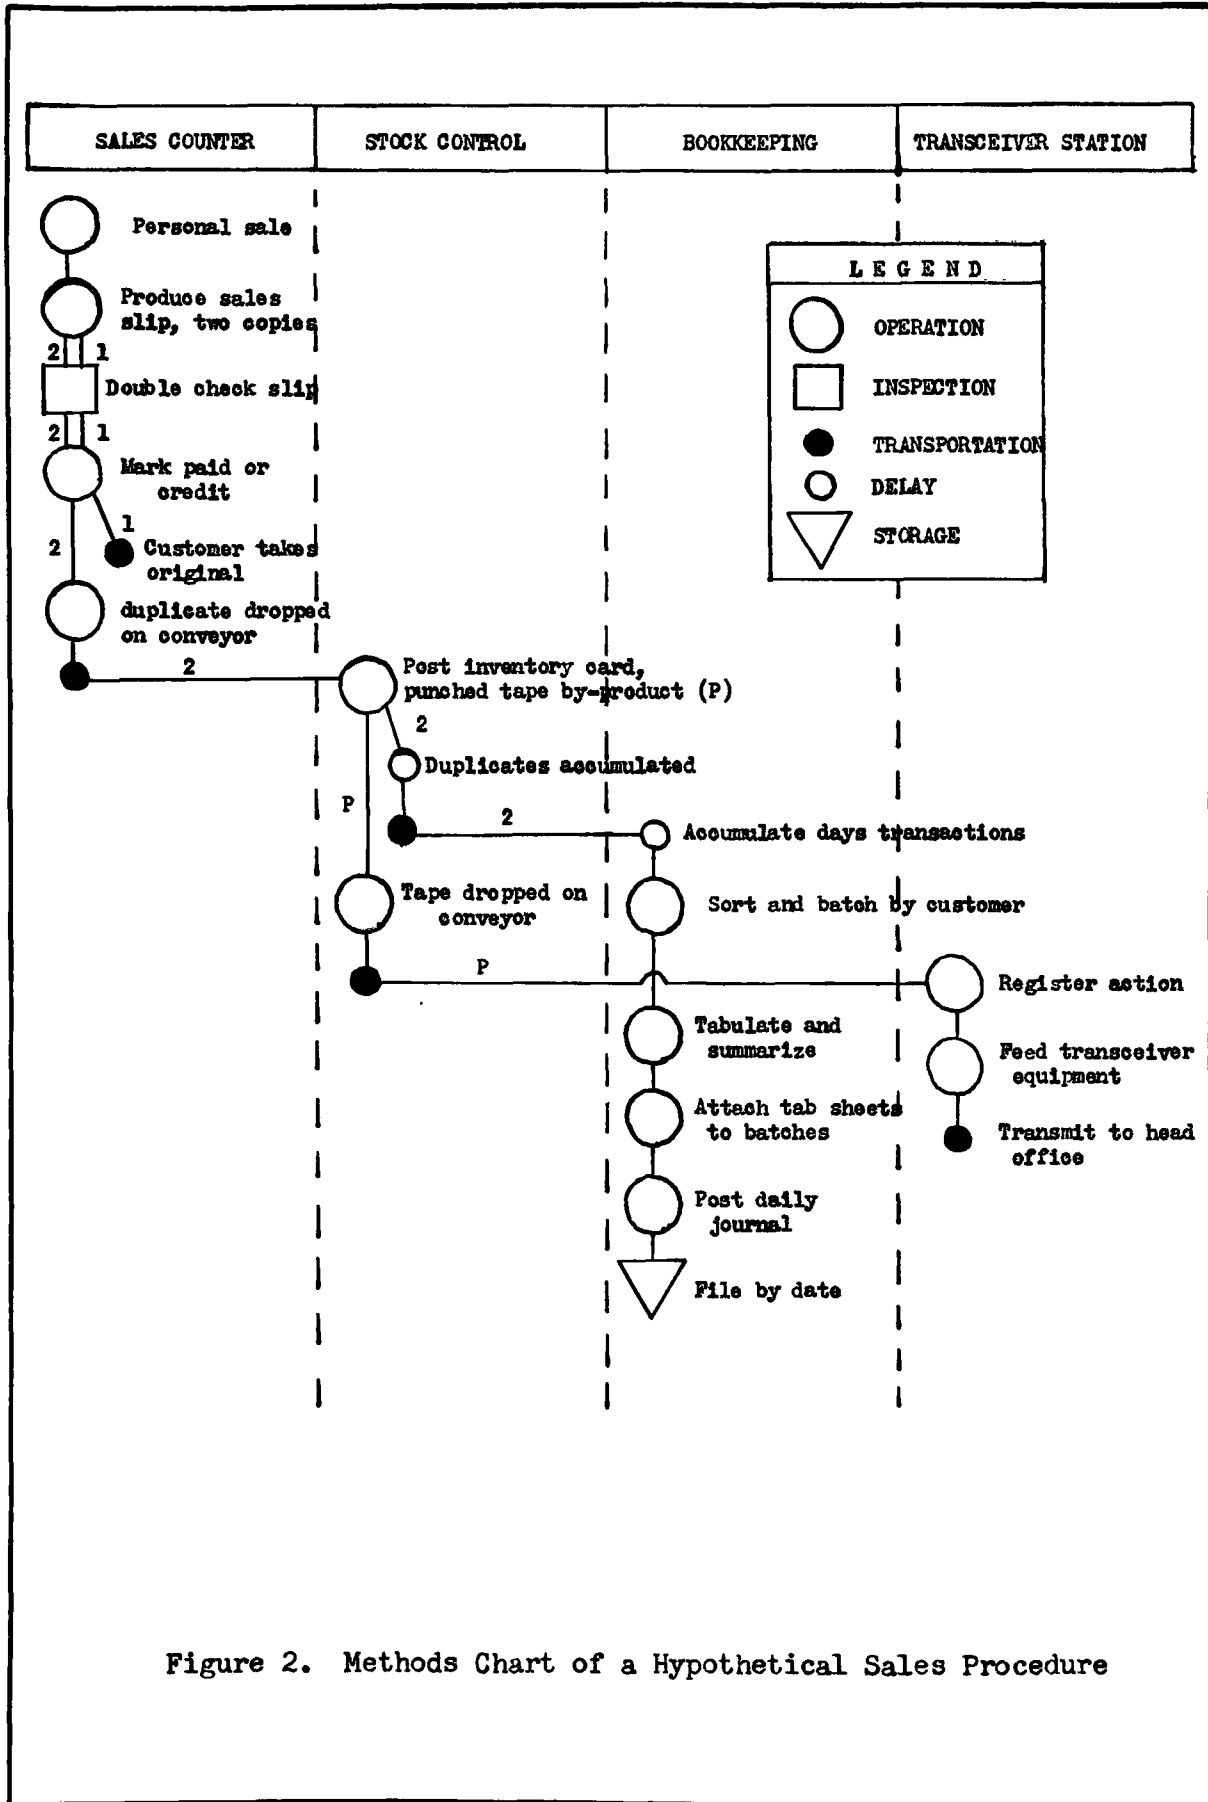 SALES COUNTER
STOCK CONTROL
BOOKKEEPING
TRANSCEIVER STATION
Personal sale
Produce sales
slip, two copies
2 1
Double check slip
2 1
Mark paid or
credit
1
2
Customer takes
original
duplicate dropped
on conveyor
2
LEGEND
OPERATION
INSPECTION
TRANSPORTATION
DELAY
STORAGE
Post inventory card,
punched tape by-product (P)
2
Duplicates accumulated
P
2
Accumulate days transactions
Tape dropped on
conveyor
Sort and batch by customer
P
Register action
Tabulate and
summarize
Feed transceiver
equipment
Attach tab sheets
to batches
Transmit to head
office
Post daily
journal
File by date
Figure 2. Methods Chart of a Hypothetical Sales Procedure